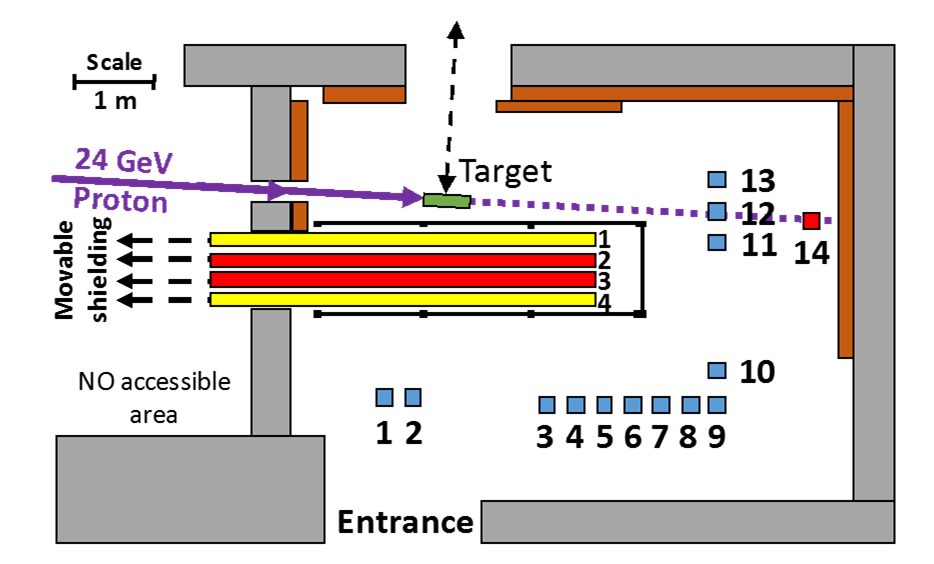 Scale
1 m
24 GeV
Proton
Target
Movable
shielding
1
2
3
4
13
12
11
14
NO accessible
area
10
1 2
3 4 5 6 7 8 9
Entrance